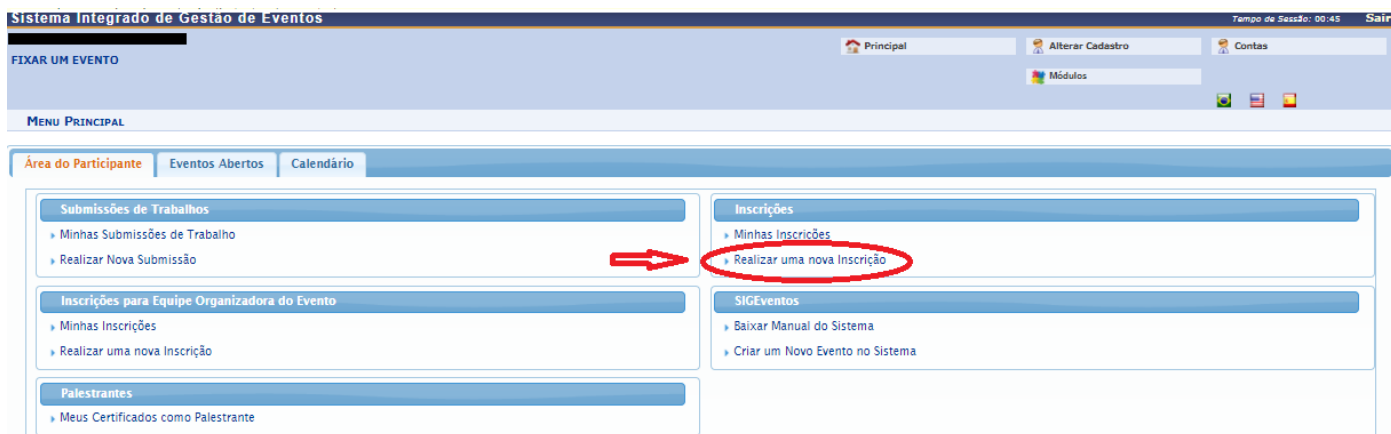 Sistema Integrado de Gestão de Eventos
Tempo de Sessão: 00:45 Sair
FIXAR UM EVENTO
Principal
Alterar Cadastro
Contas
Módulos
MENU PRINCIPAL
Área do Participante
Eventos Abertos
Calendário
Submissões de Trabalhos
Minhas Submissões de Trabalho
Realizar Nova Submissão
Inscrições
Minhas Inscrições
Realizar uma nova Inscrição
Inscrições para Equipe Organizadora do Evento
Minhas Inscrições
Realizar uma nova Inscrição
SIGEventos
Baixar Manual do Sistema
Criar um Novo Evento no Sistema
Palestrantes
Meus Certificados como Palestrante